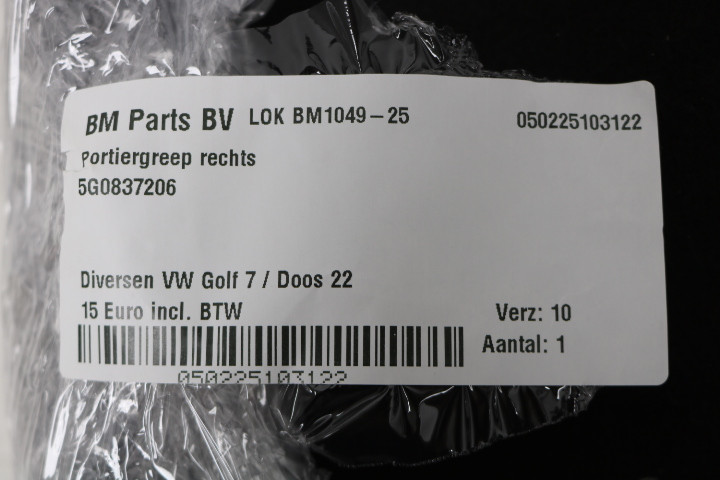 BM Parts BV LOK BM1049-25 050225103122
Portiergreep rechts
5G0837206
Diversen VW Golf 7 / Doos 22
15 Euro incl. BTW Verz: 10
Aantal: 1
050225103122